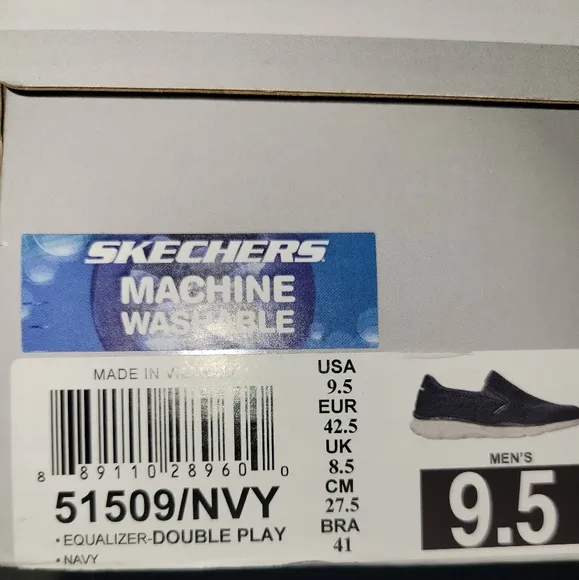 SKECHERS
MACHINE
WASHABLE
MADE IN
8 89110 28960 0
51509/NVY
• EQUALIZER-DOUBLE PLAY
• NAVY
USA
9.5
EUR
42.5
UK
8.5
CM
27.5
BRA
41
MEN'S
9.5